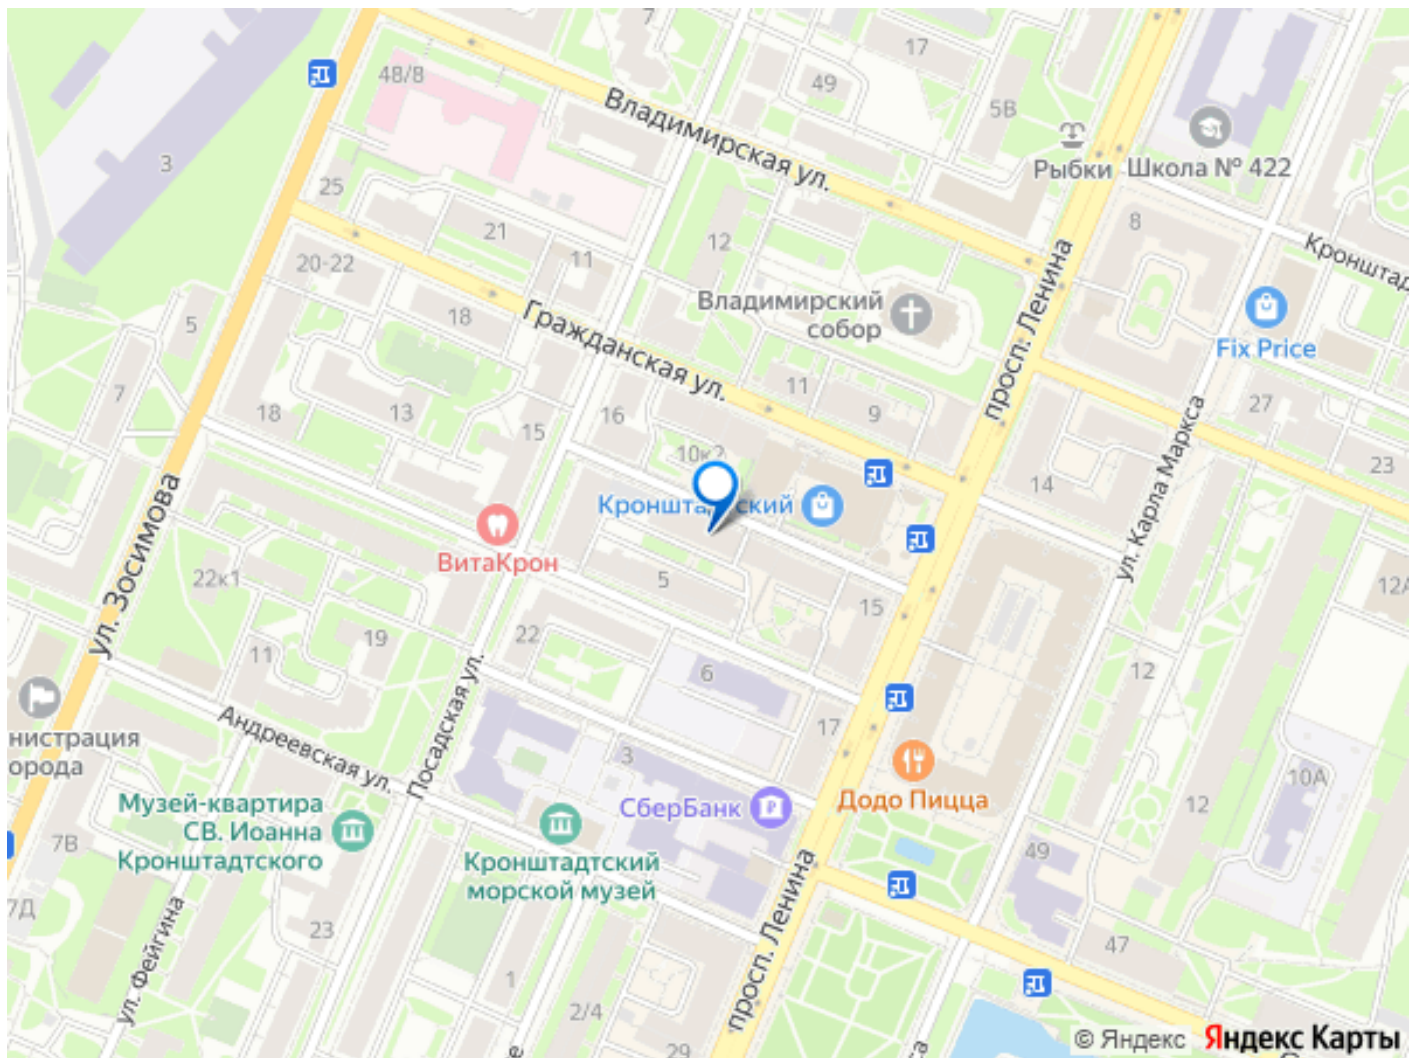 7
17
48/8
49
5В
Владимирская ул.
Рыбки
Школа № 422
3
25
21
12
8
11
20-22
Кронштад
Владимирский
собор
просп. Ленина
5
18
Гражданская ул.
Fix Price
7
11
9
27
18
13
15
16
ул. Карла Маркса
10к2
14
23
Кроншта
ский
ВитаКрон
ул. Зосимова
22к1
5
15
12А
19
22
11
6
12
Посадская ул.
Андреевская ул.
нистрация
орода
17
3
Додо Пицца
10А
Музей-квартира
СВ. Иоанна
Кронштадтского
СберБанк
12
7В
Кронштадтский
морской музей
49
просп. Ленина
7Д
ул. Фейгина
23
47
1
2/4
29
е
а
© Яндекс Яндекс Карты